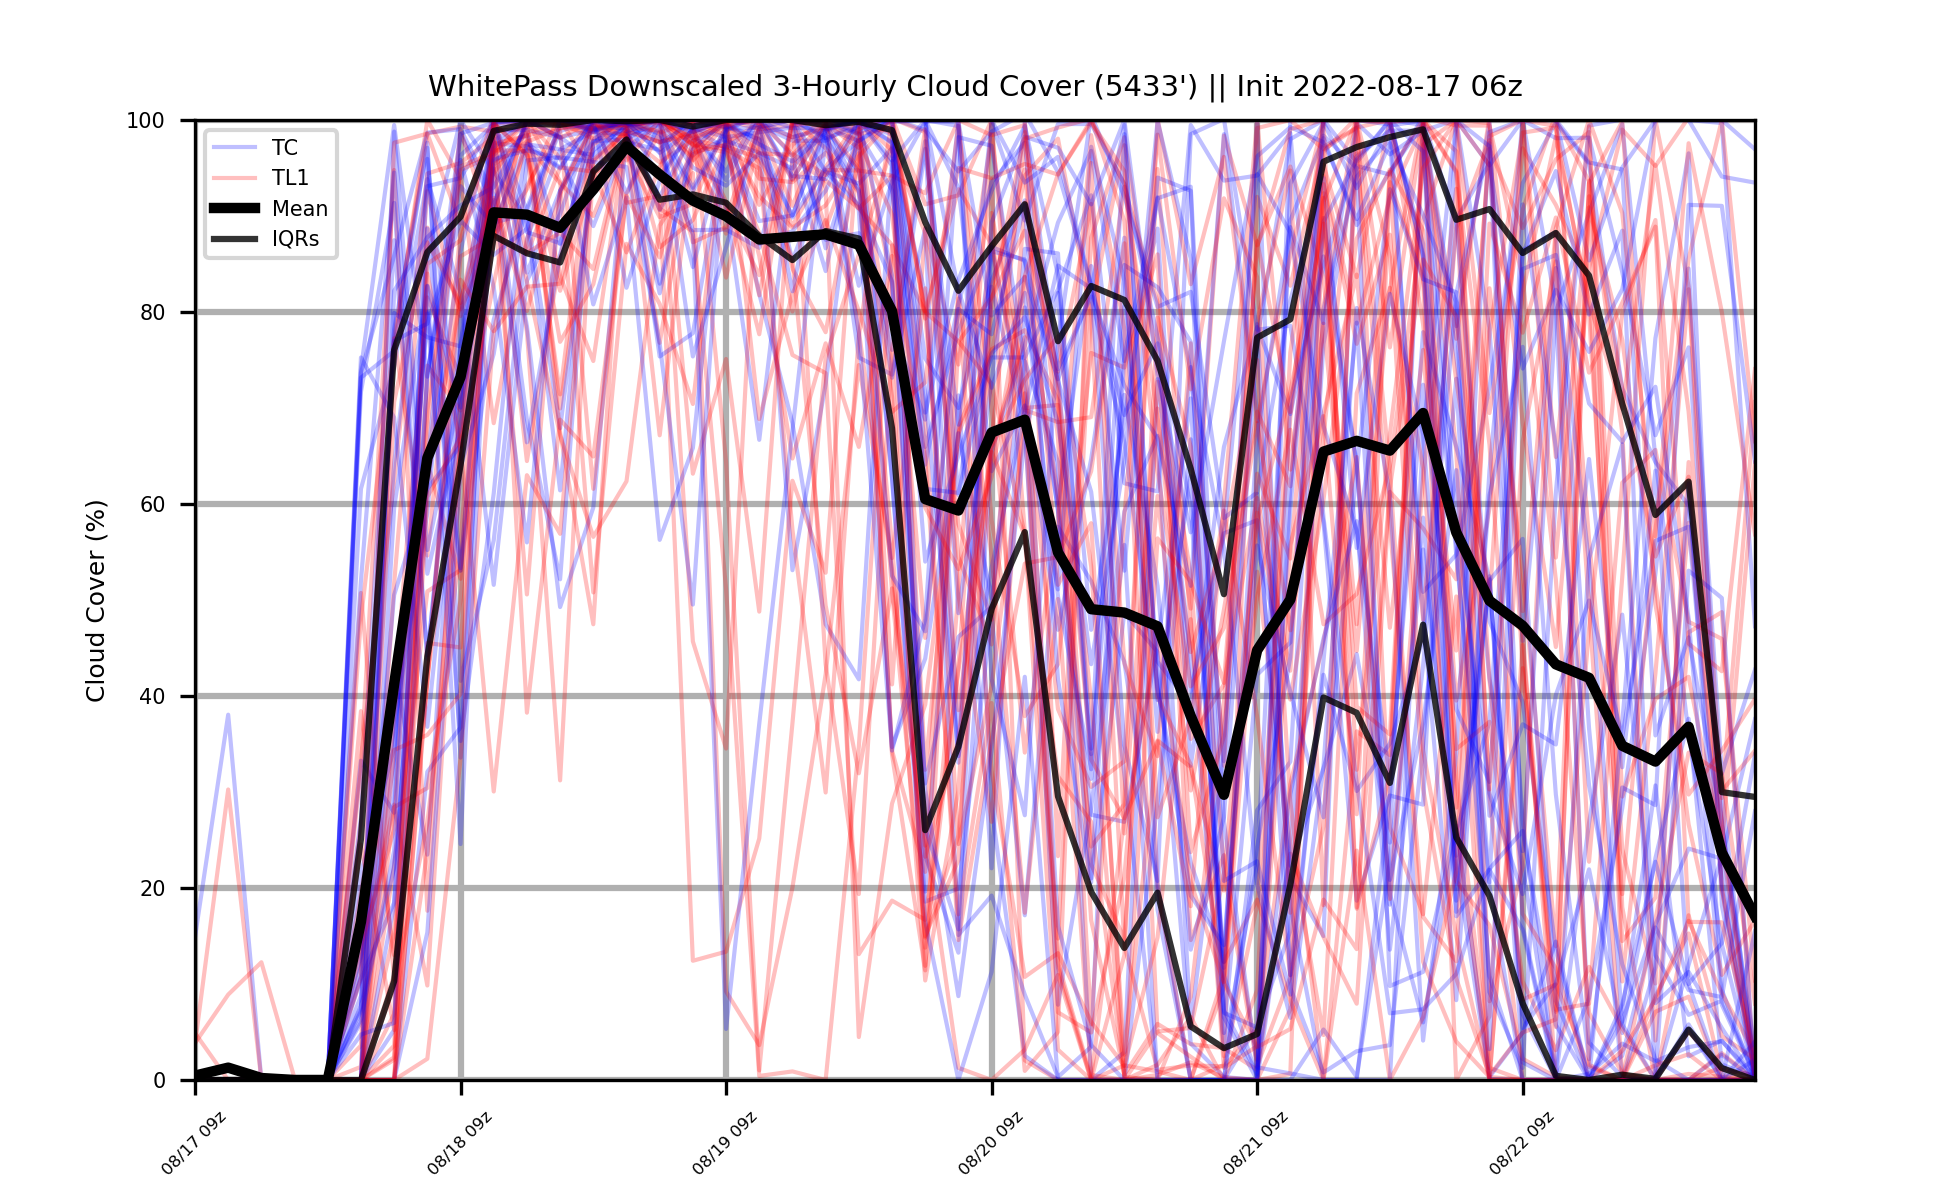 WhitePass Downscaled 3-Hourly Cloud Cover (5433') || Init 2022-08-17 06z
TC
TL1
Mean
IQRs
Cloud Cover (%)
100
80
60
40
20
0
08/17 09z
08/18 09z
08/19 09z
08/20 09z
08/21 09z
08/22 09z